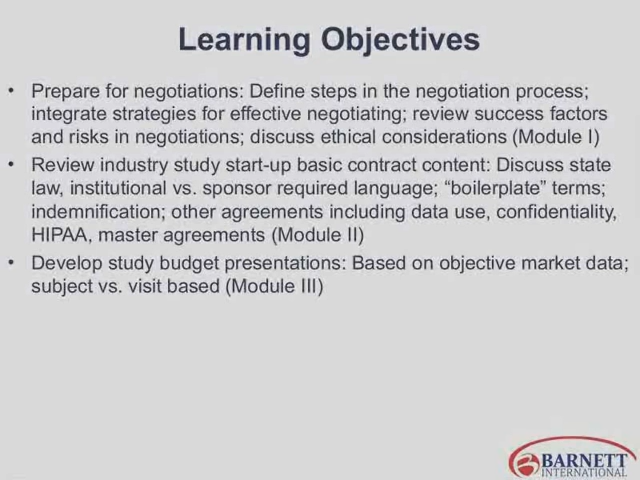 Learning Objectives
• Prepare for negotiations: Define steps in the negotiation process;
integrate strategies for effective negotiating; review success factors
and risks in negotiations; discuss ethical considerations (Module I)
• Review industry study start-up basic contract content: Discuss state
law, institutional vs. sponsor required language; “boilerplate” terms;
indemnification; other agreements including data use, confidentiality,
HIPAA, master agreements (Module II)
• Develop study budget presentations: Based on objective market data;
subject vs. visit based (Module III)
BARNETT
INTERNATIONAL